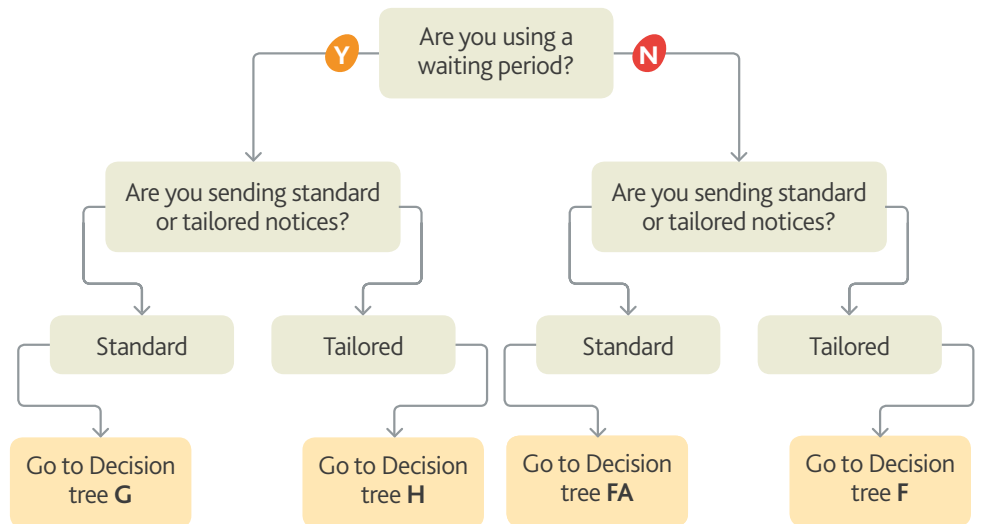 Are you using a
waiting period?
Y
N
Are you sending standard
or tailored notices?
Are you sending standard
or tailored notices?
Standard
Tailored
Standard
Tailored
Go to Decision
tree G
Go to Decision
tree H
Go to Decision
tree FA
Go to Decision
tree F